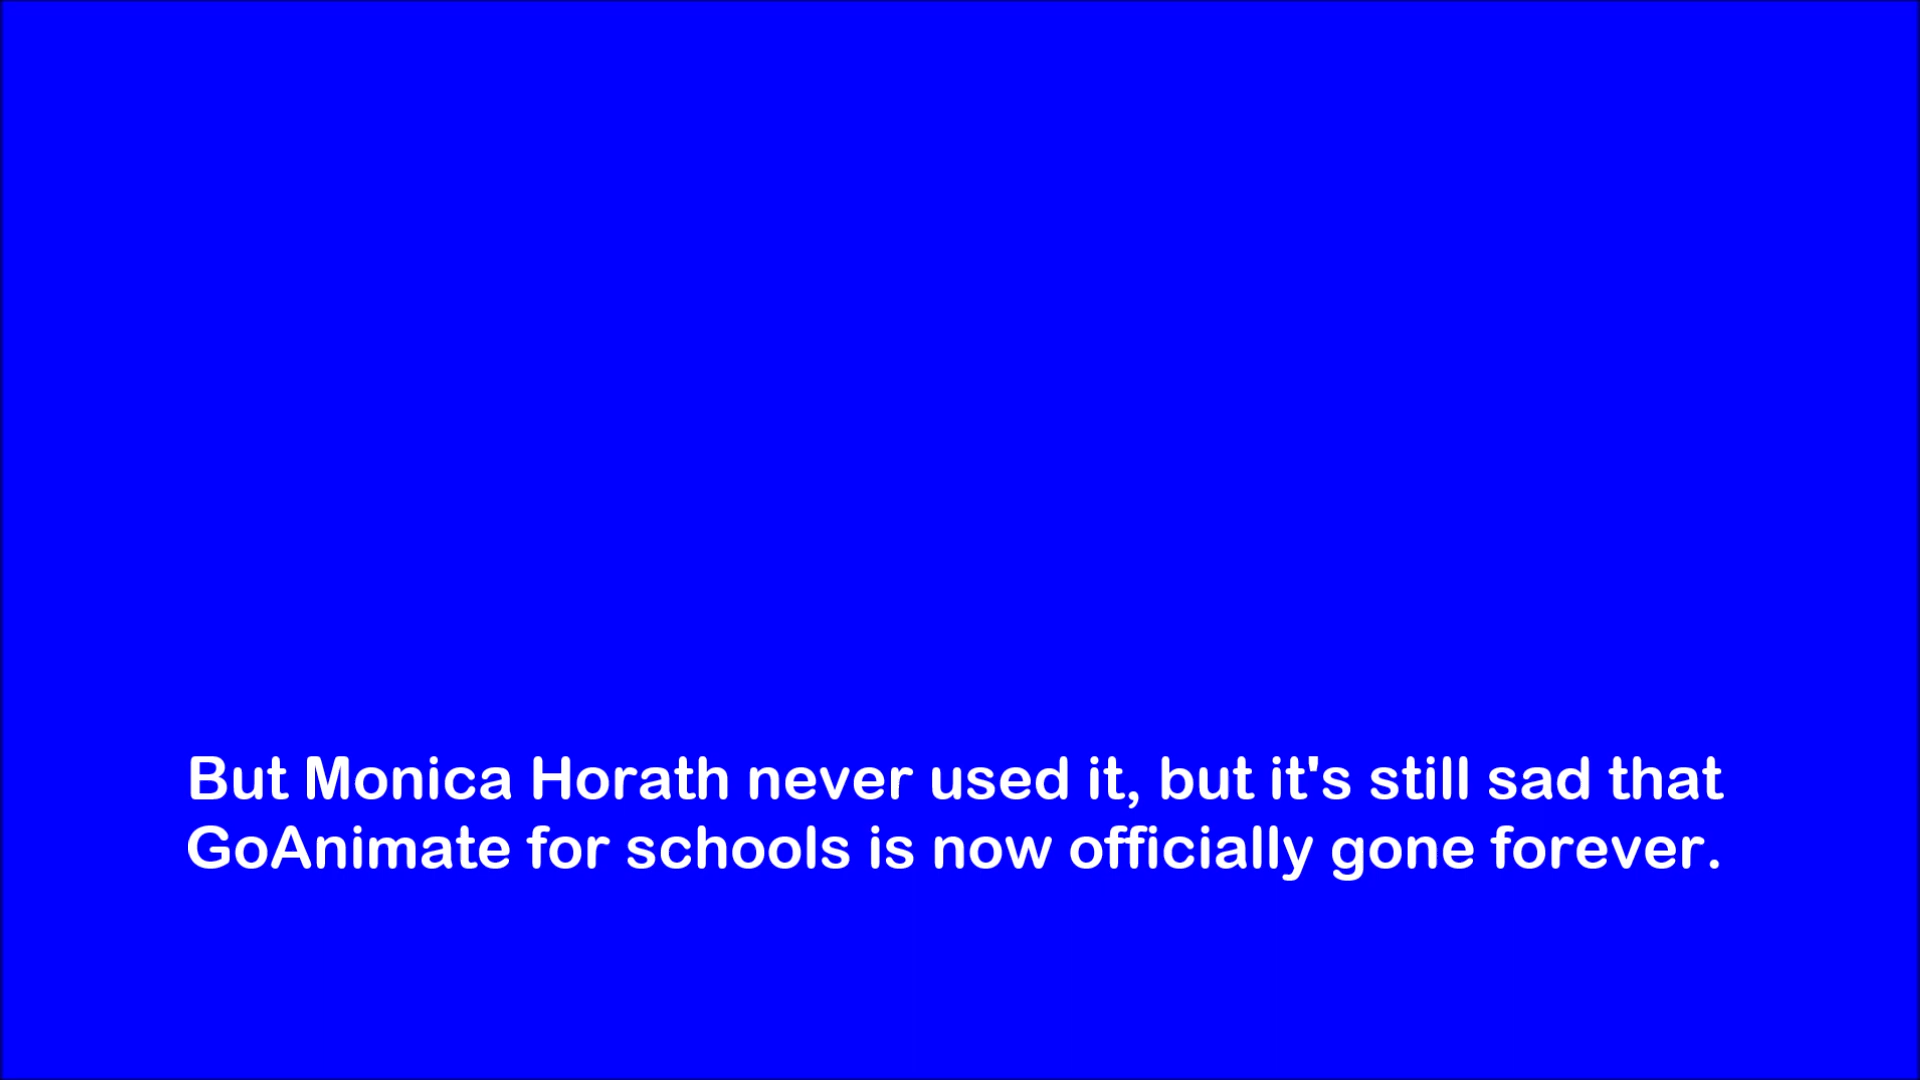 But Monica Horath never used it, but it's still sad that
GoAnimate for schools is now officially gone forever.